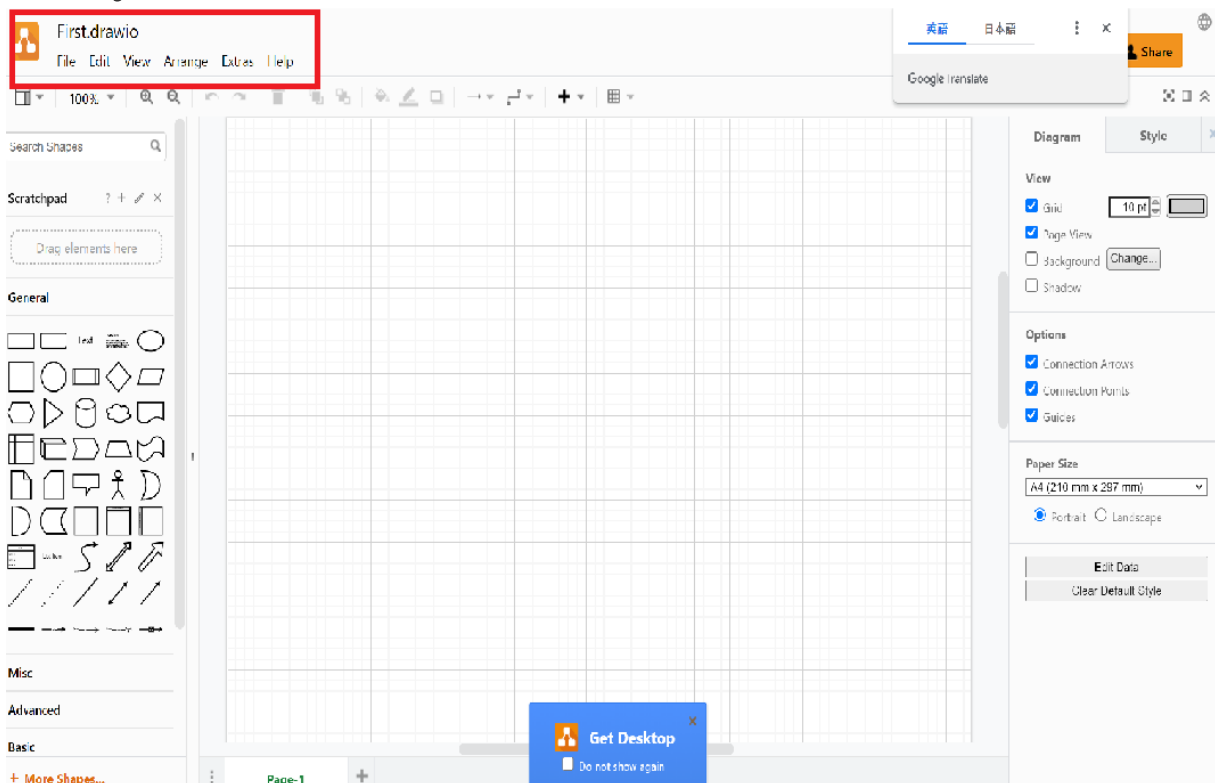 First.drawio
File Edit View Arrange Extras Help
英語 日本語
Google Translate
Share
100%
Search Shapes
Scratchpad ?
Drag elements here
General
Text
Misc
Advanced
Basic
+ More Shapes...
Page-1
Get Desktop
Do not show again
Diagram Style
View
Grid 10 pt
Page View
Background Change...
Shadow
Options
Connection Arrows
Connection Points
Guides
Paper Size
A4 (210 mm x 297 mm)
Portrait Landscape
Edit Data
Clear Default Style